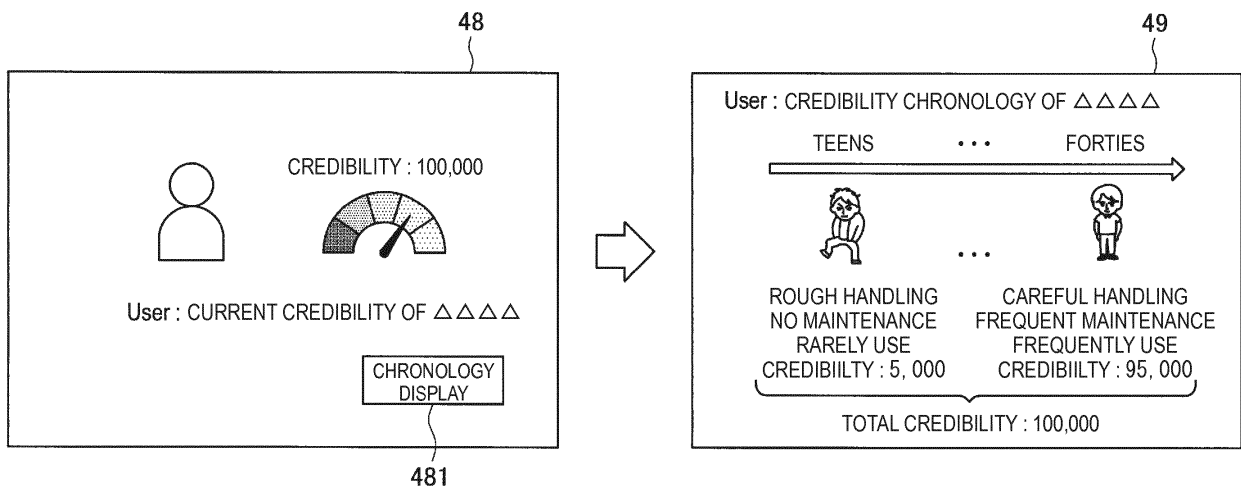 48
CREDIBILITY : 100,000
User : CURRENT CREDIBILITY OF △△△△
CHRONOLOGY
DISPLAY
481
49
User : CREDIBILITY CHRONOLOGY OF △△△△
TEENS ・・・ FORTIES
・・・
ROUGH HANDLING
NO MAINTENANCE
RARELY USE
CREDIBIILTY : 5, 000
CAREFUL HANDLING
FREQUENT MAINTENANCE
FREQUENTLY USE
CREDIBIILTY : 95, 000
TOTAL CREDIBILITY : 100,000